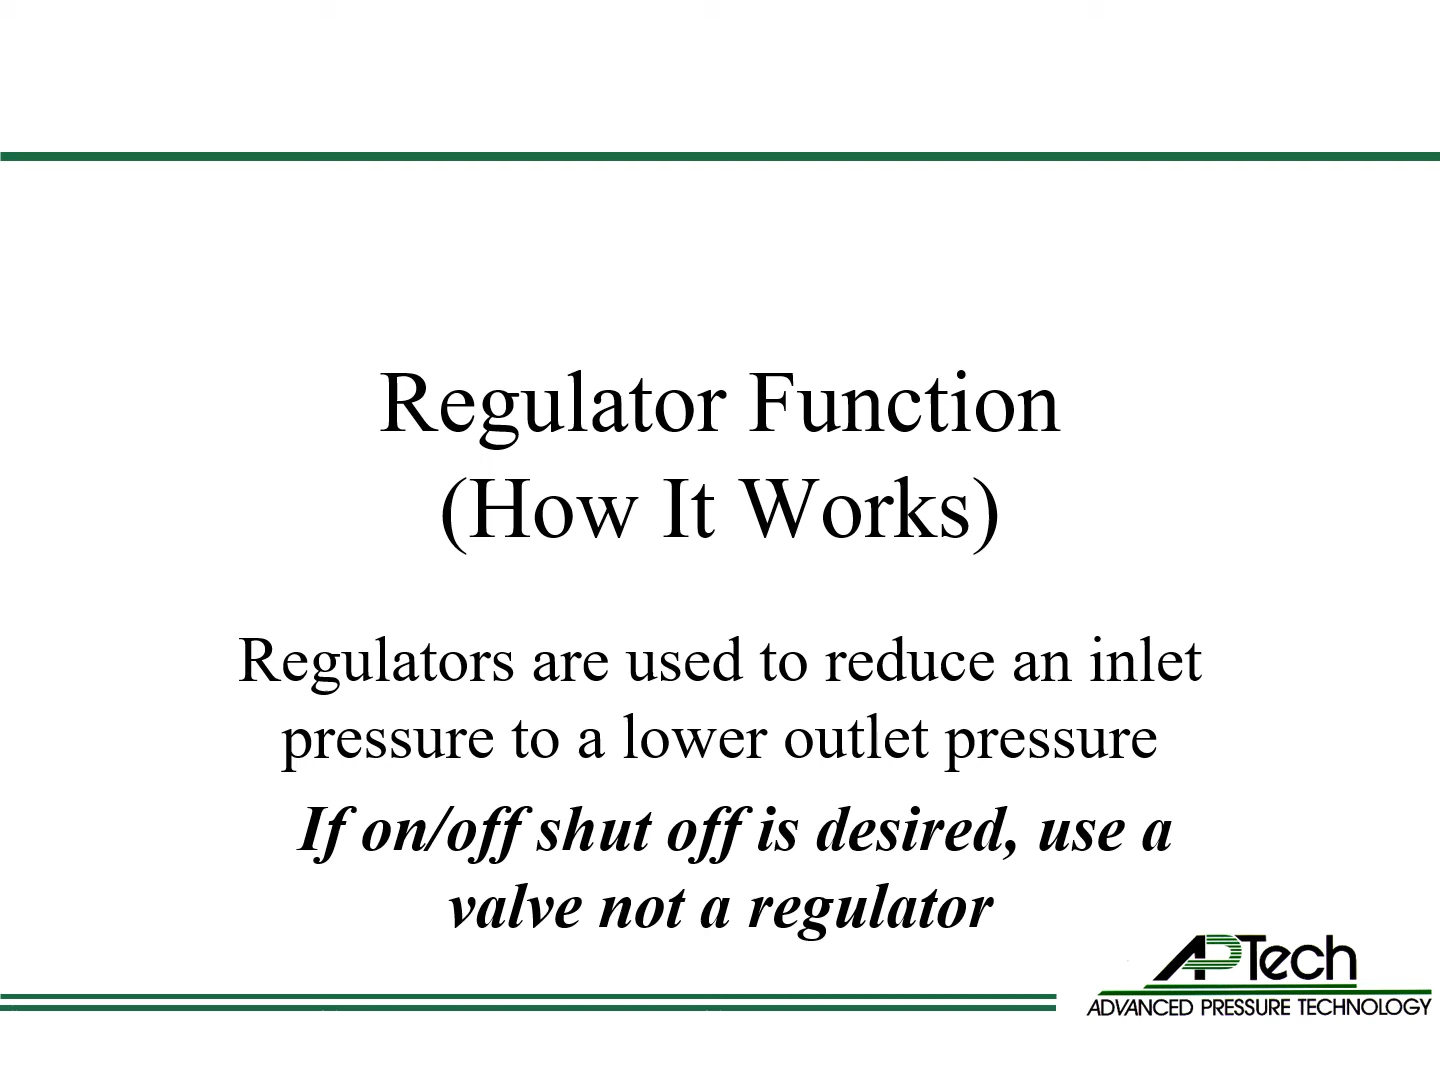 Regulator Function
(How It Works)
Regulators are used to reduce an inlet
pressure to a lower outlet pressure
If on/off shut off is desired, use a
valve not a regulator
APTech
ADVANCED PRESSURE TECHNOLOGY